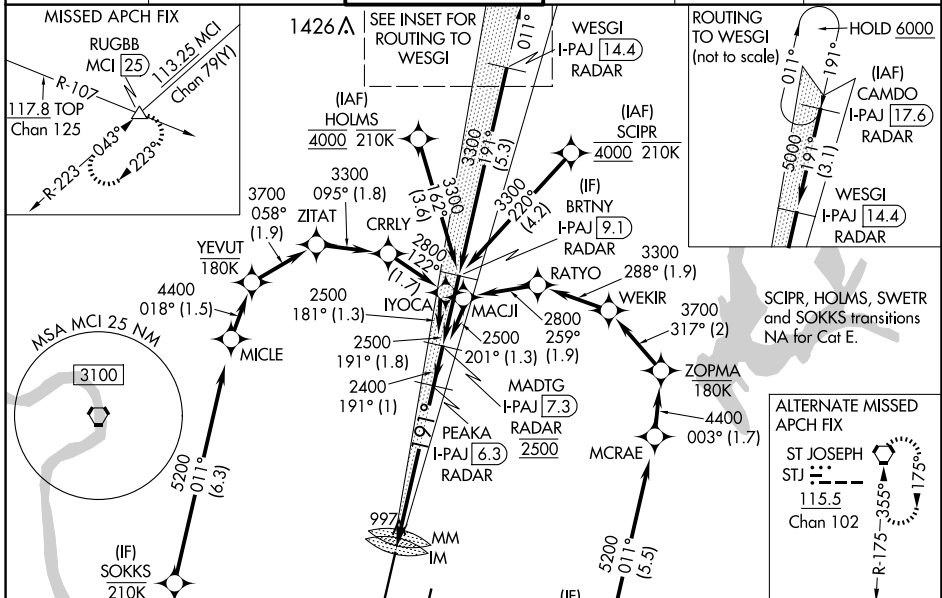 MISSED APCH FIX
RUGBB
MCI 25
113.25 MCI
Chan 79(Y)
R-107
117.8 TOP
Chan 125
043°
R-223
223°
1426
SEE INSET FOR
ROUTING TO
WESGI
011°
WESGI
I-PAJ 14.4
RADAR
ROUTING
TO WESGI
(not to scale)
HOLD 6000
011°
191°
(IAF)
CAMDO
I-PAJ 17.6
RADAR
5000
191°
(3.1)
WESGI
I-PAJ 14.4
RADAR
(IAF)
HOLMS
4000 210K
(IAF)
SCIPR
4000 210K
3300
191°
(5.3)
3300
162°
(3.6)
3300
220°
(4.2)
(IF)
BRTNY
I-PAJ 9.1
RADAR
3300
095° (1.8)
3700
058°
(1.9)
ZITAT
CRRLY
YEVUT
180K
2800
122°
(1.7)
4400
018° (1.5)
MICLE
IYOCA
MACJI
RATYO
3300
288° (1.9)
WEKIR
2500
181° (1.3)
2500
201° (1.3)
2800
259°
(1.9)
3700
317° (2)
2500
191° (1.8)
2400
191° (1)
MADTG
I-PAJ 7.3
RADAR
2500
ZOPMA
180K
SCIPR, HOLMS, SWETR
and SOKKS transitions
NA for Cat E.
MSA MCI 25 NM
3100
191°
PEAKA
I-PAJ 6.3
RADAR
4400
003° (1.7)
MCRAE
ALTERNATE MISSED
APCH FIX
ST JOSEPH
STJ
115.5
Chan 102
175°
355°
R-175
5200
011°
(6.3)
997
MM
IM
5200
011°
(5.5)
(IF)
SOKKS
210K
(IF)